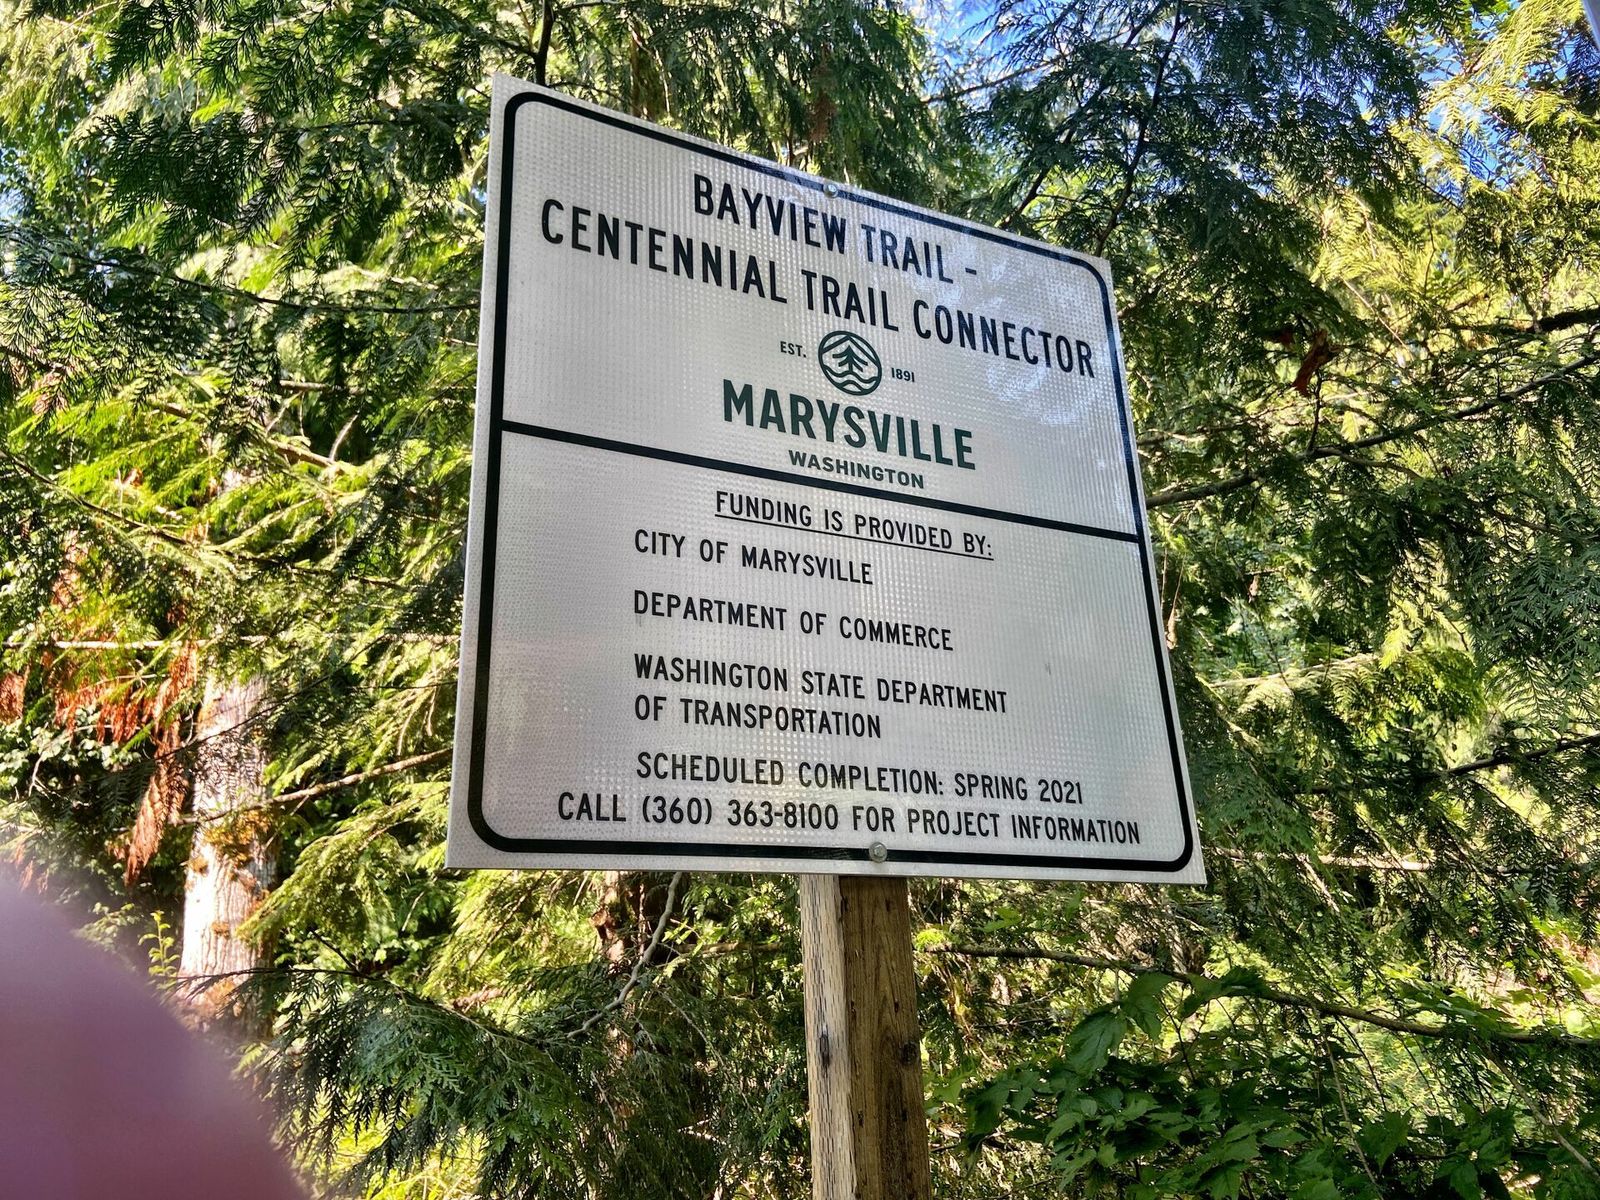 BAYVIEW TRAIL -
CENTENNIAL TRAIL CONNECTOR
EST. 1891
MARYSVILLE
WASHINGTON
FUNDING IS PROVIDED BY:
CITY OF MARYSVILLE
DEPARTMENT OF COMMERCE
WASHINGTON STATE DEPARTMENT
OF TRANSPORTATION
SCHEDULED COMPLETION: SPRING 2021
CALL (360) 363-8100 FOR PROJECT INFORMATION